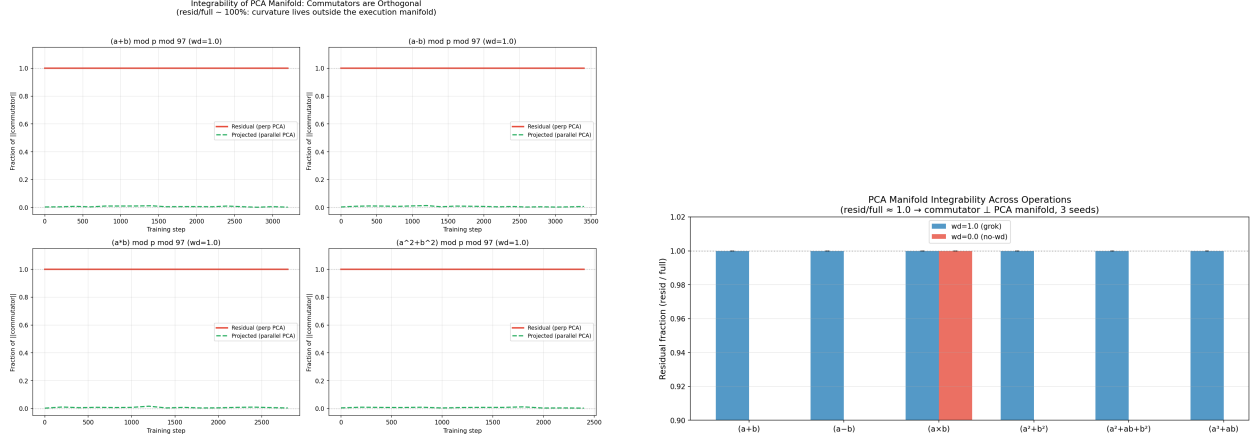 Integrability of PCA Manifold: Commutators are Orthogonal
(resid/full ~ 100%: curvature lives outside the execution manifold)
(a+b) mod p mod 97 (wd=1.0)
Fraction of ||commutator||
1.0
0.8
0.6
0.4
0.2
0.0
Residual (perp PCA)
Projected (parallel PCA)
0 500 1000 1500 2000 2500 3000
Training step
(a-b) mod p mod 97 (wd=1.0)
Fraction of ||commutator||
1.0
0.8
0.6
0.4
0.2
0.0
Residual (perp PCA)
Projected (parallel PCA)
0 500 1000 1500 2000 2500 3000 3500
Training step
(a*b) mod p mod 97 (wd=1.0)
Fraction of ||commutator||
1.0
0.8
0.6
0.4
0.2
0.0
Residual (perp PCA)
Projected (parallel PCA)
0 500 1000 1500 2000 2500
Training step
(a^2+b^2) mod p mod 97 (wd=1.0)
Fraction of ||commutator||
1.0
0.8
0.6
0.4
0.2
0.0
Residual (perp PCA)
Projected (parallel PCA)
0 500 1000 1500 2000 2500
Training step
PCA Manifold Integrability Across Operations
(resid/full ≈ 1.0 → commutator ⊥ PCA manifold, 3 seeds)
Residual fraction (resid / full)
1.02
1.00
0.98
0.96
0.94
0.92
0.90
wd=1.0 (grok)
wd=0.0 (no-wd)
(a+b) (a−b) (a×b) (a²+b²) (a²+ab+b²) (a³+ab)